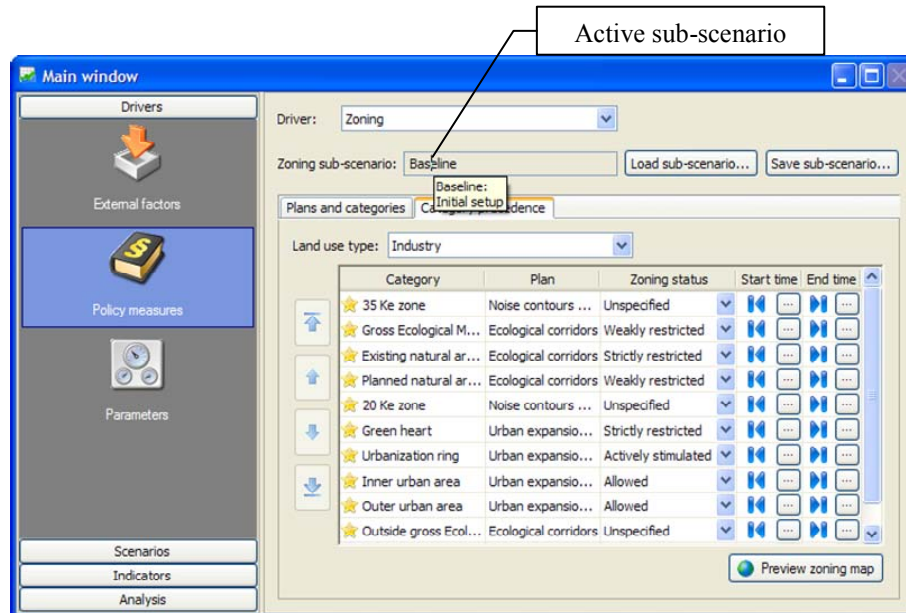 Active sub-scenario
Main window
Drivers
External factors
Policy measures
Parameters
Scenarios
Indicators
Analysis
Driver: Zoning
Zoning sub-scenario: Baseline Load sub-scenario... Save sub-scenario...
Baseline:
Initial setup
Plans and categories
Land use type: Industry
Category Plan Zoning status Start time End time
35 Ke zone Noise contours ... Unspecified ... ...
Gross Ecological M... Ecological corridors Weakly restricted ... ...
Existing natural ar... Ecological corridors Strictly restricted ... ...
Planned natural ar... Ecological corridors Weakly restricted ... ...
20 Ke zone Noise contours ... Unspecified ... ...
Green heart Urban expansio... Strictly restricted ... ...
Urbanization ring Urban expansio... Actively stimulated ... ...
Inner urban area Urban expansio... Allowed ... ...
Outer urban area Urban expansio... Allowed ... ...
Outside gross Ecol... Ecological corridors Unspecified ... ...
Preview zoning map